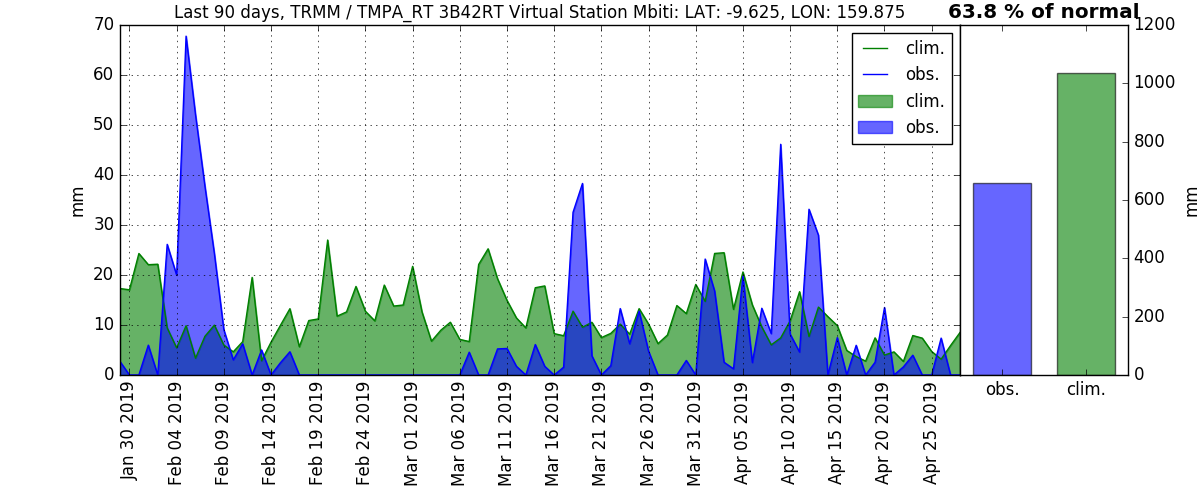 Last 90 days, TRMM / TMPA_RT 3B42RT Virtual Station Mbiti: LAT: -9.625, LON: 159.875
63.8 % of normal
70
60
50
40
30
20
10
0
mm
clim.
obs.
clim.
obs.
Jan 30 2019
Feb 04 2019
Feb 09 2019
Feb 14 2019
Feb 19 2019
Feb 24 2019
Mar 01 2019
Mar 06 2019
Mar 11 2019
Mar 16 2019
Mar 21 2019
Mar 26 2019
Mar 31 2019
Apr 05 2019
Apr 10 2019
Apr 15 2019
Apr 20 2019
Apr 25 2019
obs.
clim.
1200
1000
800
600
400
200
0
mm